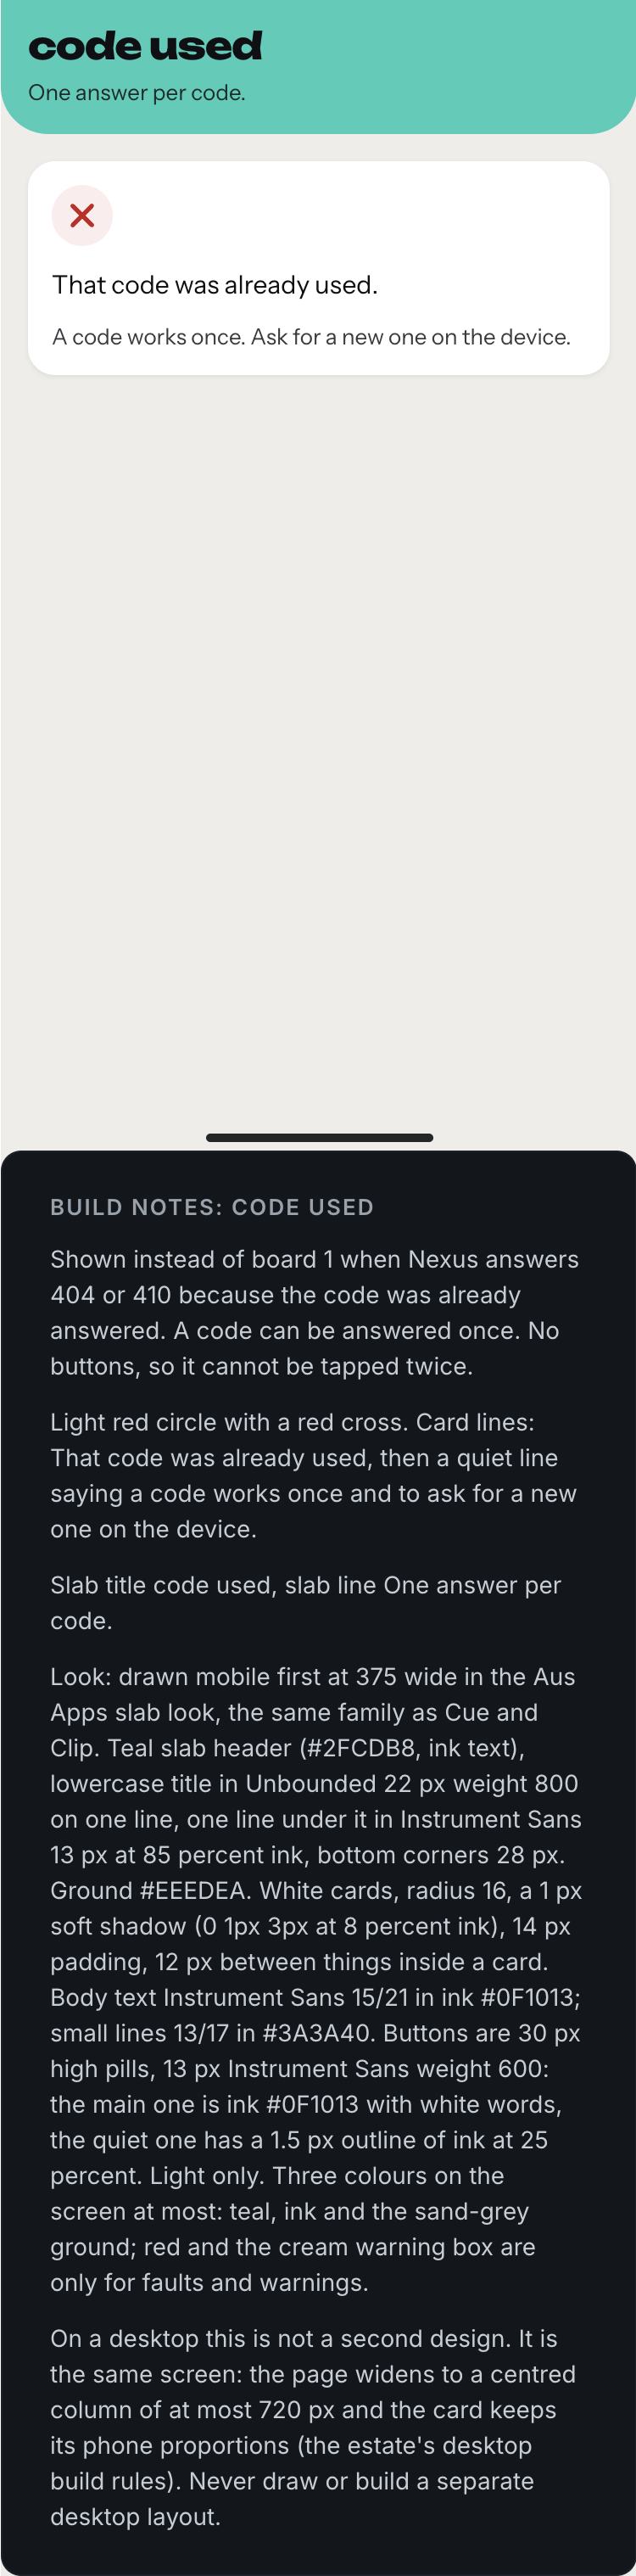 code used
One answer per code.
That code was already used.
A code works once. Ask for a new one on the device.
BUILD NOTES: CODE USED
Shown instead of board 1 when Nexus answers
404 or 410 because the code was already
answered. A code can be answered once. No
buttons, so it cannot be tapped twice.
Light red circle with a red cross. Card lines:
That code was already used, then a quiet line
saying a code works once and to ask for a new
one on the device.
Slab title code used, slab line One answer per
code.
Look: drawn mobile first at 375 wide in the Aus
Apps slab look, the same family as Cue and
Clip. Teal slab header (#2FCDB8, ink text),
lowercase title in Unbounded 22 px weight 800
on one line, one line under it in Instrument Sans
13 px at 85 percent ink, bottom corners 28 px.
Ground #EEEDEA. White cards, radius 16, a 1 px
soft shadow (0 1px 3px at 8 percent ink), 14 px
padding, 12 px between things inside a card.
Body text Instrument Sans 15/21 in ink #0F1013;
small lines 13/17 in #3A3A40. Buttons are 30 px
high pills, 13 px Instrument Sans weight 600:
the main one is ink #0F1013 with white words,
the quiet one has a 1.5 px outline of ink at 25
percent. Light only. Three colours on the
screen at most: teal, ink and the sand-grey
ground; red and the cream warning box are
only for faults and warnings.
On a desktop this is not a second design. It is
the same screen: the page widens to a centred
column of at most 720 px and the card keeps
its phone proportions (the estate's desktop
build rules). Never draw or build a separate
desktop layout.